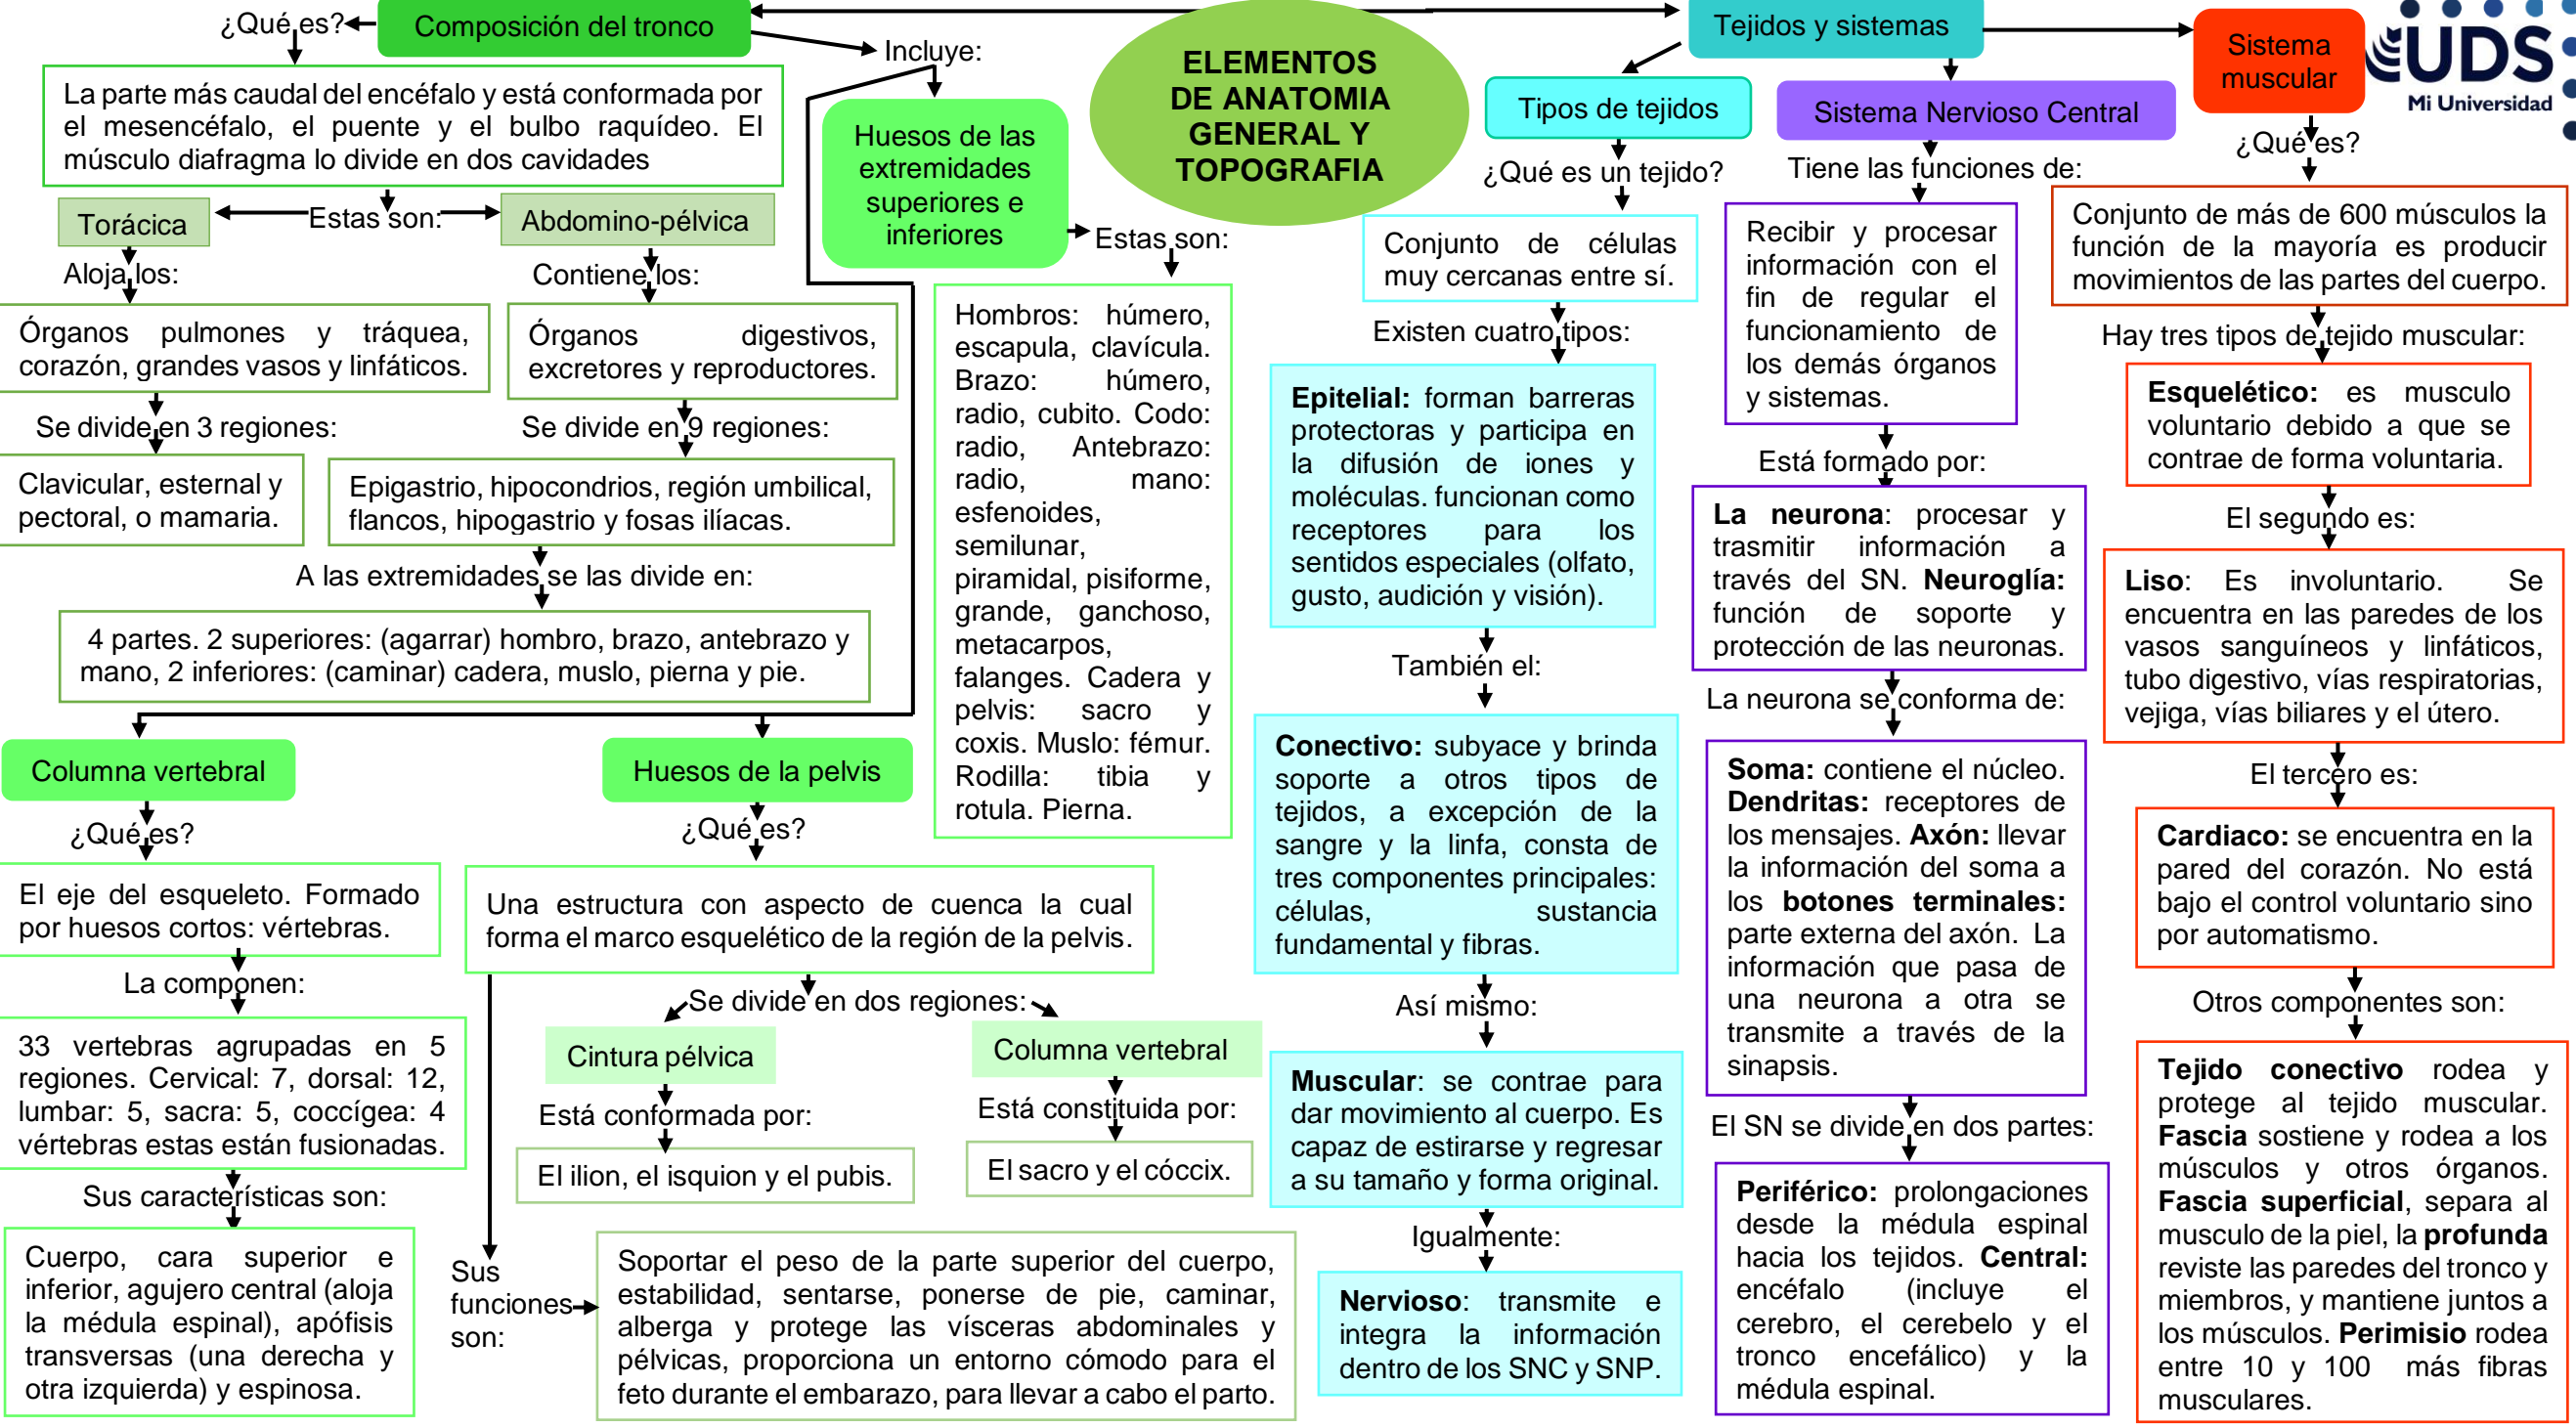 ELEMENTOS
DE ANATOMIA
GENERAL Y
TOPOGRAFIA
Composición del tronco
¿Qué es?
La parte más caudal del encéfalo y está conformada por
el mesencéfalo, el puente y el bulbo raquídeo. El
músculo diafragma lo divide en dos cavidades
Estas son:
Torácica
Aloja los:
Órganos pulmones y tráquea,
corazón, grandes vasos y linfáticos.
Se divide en 3 regiones:
Clavicular, esternal y
pectoral, o mamaria.
Abdomino-pélvica
Contiene los:
Órganos digestivos,
excretores y reproductores.
Se divide en 9 regiones:
Epigastrio, hipocondrios, región umbilical,
flancos, hipogastrio y fosas ilíacas.
A las extremidades se las divide en:
4 partes. 2 superiores: (agarrar) hombro, brazo, antebrazo y
mano, 2 inferiores: (caminar) cadera, muslo, pierna y pie.
Incluye:
Huesos de las
extremidades
superiores e
inferiores
Estas son:
Hombros: húmero,
escapula, clavícula.
Brazo: húmero,
radio, cubito. Codo:
radio, Antebrazo:
radio, mano:
esfenoides,
semilunar,
piramidal, pisiforme,
grande, ganchoso,
metacarpos,
falanges. Cadera y
pelvis: sacro y
coxis. Muslo: fémur.
Rodilla: tibia y
rotula. Pierna.
Columna vertebral
¿Qué es?
El eje del esqueleto. Formado
por huesos cortos: vértebras.
La componen:
33 vertebras agrupadas en 5
regiones. Cervical: 7, dorsal: 12,
lumbar: 5, sacra: 5, coccígea: 4
vértebras estas están fusionadas.
Sus características son:
Cuerpo, cara superior e
inferior, agujero central (aloja
la médula espinal), apófisis
transversas (una derecha y
otra izquierda) y espinosa.
Huesos de la pelvis
¿Qué es?
Una estructura con aspecto de cuenca la cual
forma el marco esquelético de la región de la pelvis.
Se divide en dos regiones:
Cintura pélvica
Está conformada por:
El ilion, el isquion y el pubis.
Columna vertebral
Está constituida por:
El sacro y el cóccix.
Sus
funciones
son:
Soportar el peso de la parte superior del cuerpo,
estabilidad, sentarse, ponerse de pie, caminar,
alberga y protege las vísceras abdominales y
pélvicas, proporciona un entorno cómodo para el
feto durante el embarazo, para llevar a cabo el parto.
Tejidos y sistemas
Tipos de tejidos
¿Qué es un tejido?
Conjunto de células
muy cercanas entre sí.
Existen cuatro tipos:
Epitelial: forman barreras
protectoras y participa en
la difusión de iones y
moléculas. funcionan como
receptores para los
sentidos especiales (olfato,
gusto, audición y visión).
También el:
Conectivo: subyace y brinda
soporte a otros tipos de
tejidos, a excepción de la
sangre y la linfa, consta de
tres componentes principales:
células, sustancia
fundamental y fibras.
Así mismo:
Muscular: se contrae para
dar movimiento al cuerpo. Es
capaz de estirarse y regresar
a su tamaño y forma original.
Igualmente:
Nervioso: transmite e
integra la información
dentro de los SNC y SNP.
Sistema Nervioso Central
Tiene las funciones de:
Recibir y procesar
información con el
fin de regular el
funcionamiento de
los demás órganos
y sistemas.
Está formado por:
La neurona: procesar y
trasmitir información a
través del SN. Neuroglía:
función de soporte y
protección de las neuronas.
La neurona se conforma de:
Soma: contiene el núcleo.
Dendritas: receptores de
los mensajes. Axón: llevar
la información del soma a
los botones terminales:
parte externa del axón. La
información que pasa de
una neurona a otra se
transmite a través de la
sinapsis.
El SN se divide en dos partes:
Periférico: prolongaciones
desde la médula espinal
hacia los tejidos. Central:
encéfalo (incluye el
cerebro, el cerebelo y el
tronco encefálico) y la
médula espinal.
Sistema
muscular
¿Qué es?
Conjunto de más de 600 músculos la
función de la mayoría es producir
movimientos de las partes del cuerpo.
Hay tres tipos de tejido muscular:
Esquelético: es musculo
voluntario debido a que se
contrae de forma voluntaria.
El segundo es:
Liso: Es involuntario. Se
encuentra en las paredes de los
vasos sanguíneos y linfáticos,
tubo digestivo, vías respiratorias,
vejiga, vías biliares y el útero.
El tercero es:
Cardiaco: se encuentra en la
pared del corazón. No está
bajo el control voluntario sino
por automatismo.
Otros componentes son:
Tejido conectivo rodea y
protege al tejido muscular.
Fascia sostiene y rodea a los
músculos y otros órganos.
Fascia superficial, separa al
musculo de la piel, la profunda
reviste las paredes del tronco y
miembros, y mantiene juntos a
los músculos. Perimisio rodea
entre 10 y 100 más fibras
musculares.
UDS
Mi Universidad